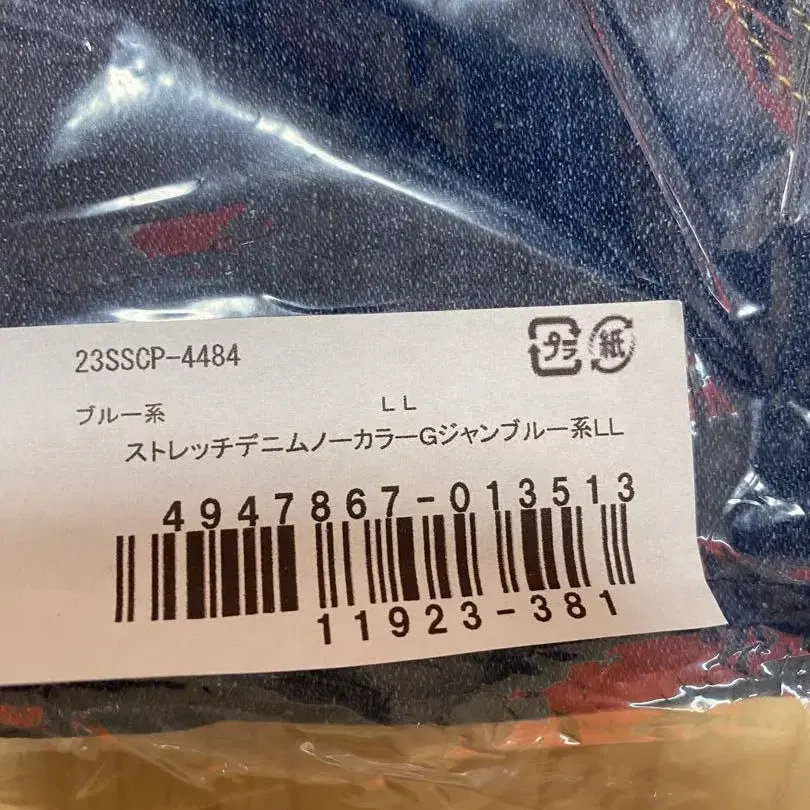 23SSCP-4484
プラ 紙
ブルー系 LL
ストレッチデニムノーカラーGジャンブルー系LL
4947867-013513
11923-381